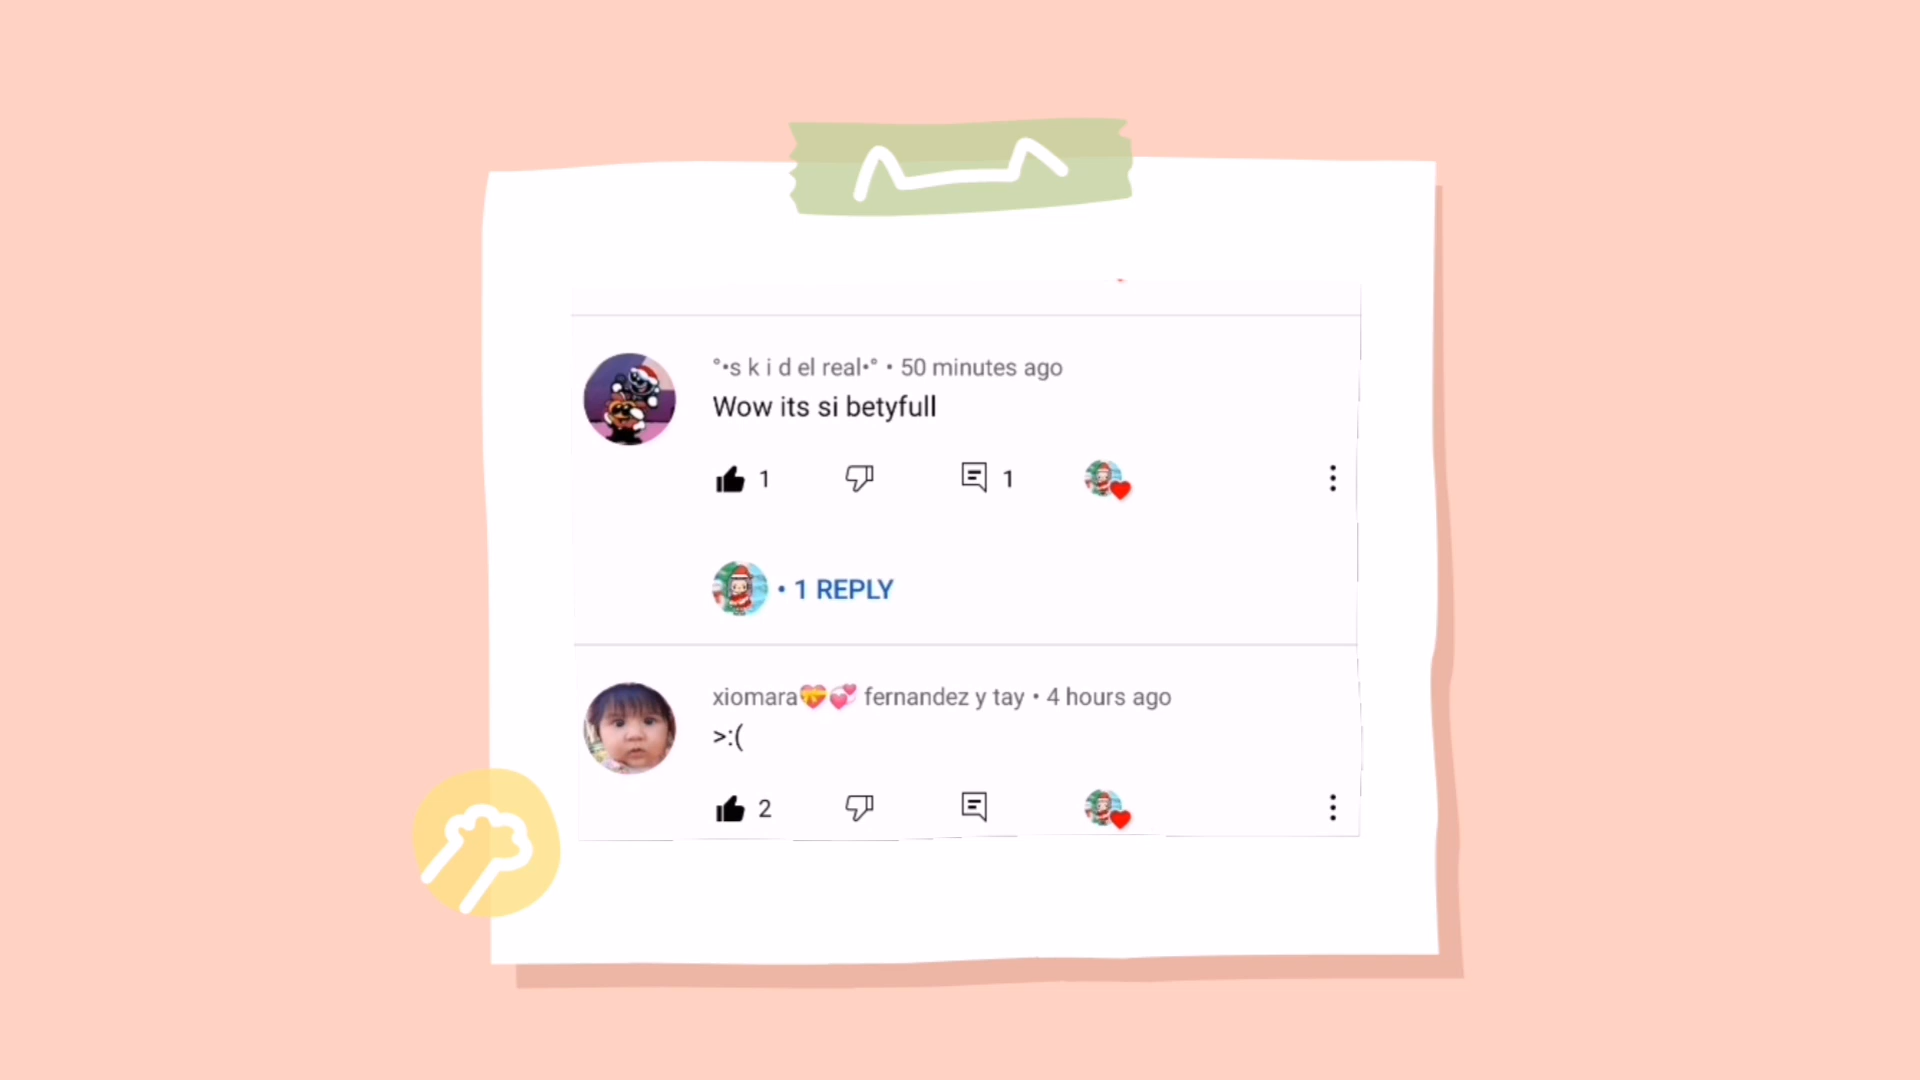 °•s k i d el real•° • 50 minutes ago
Wow its si betyfull
1
1
• 1 REPLY
xiomara💝💞 fernandez y tay • 4 hours ago
>:(
2